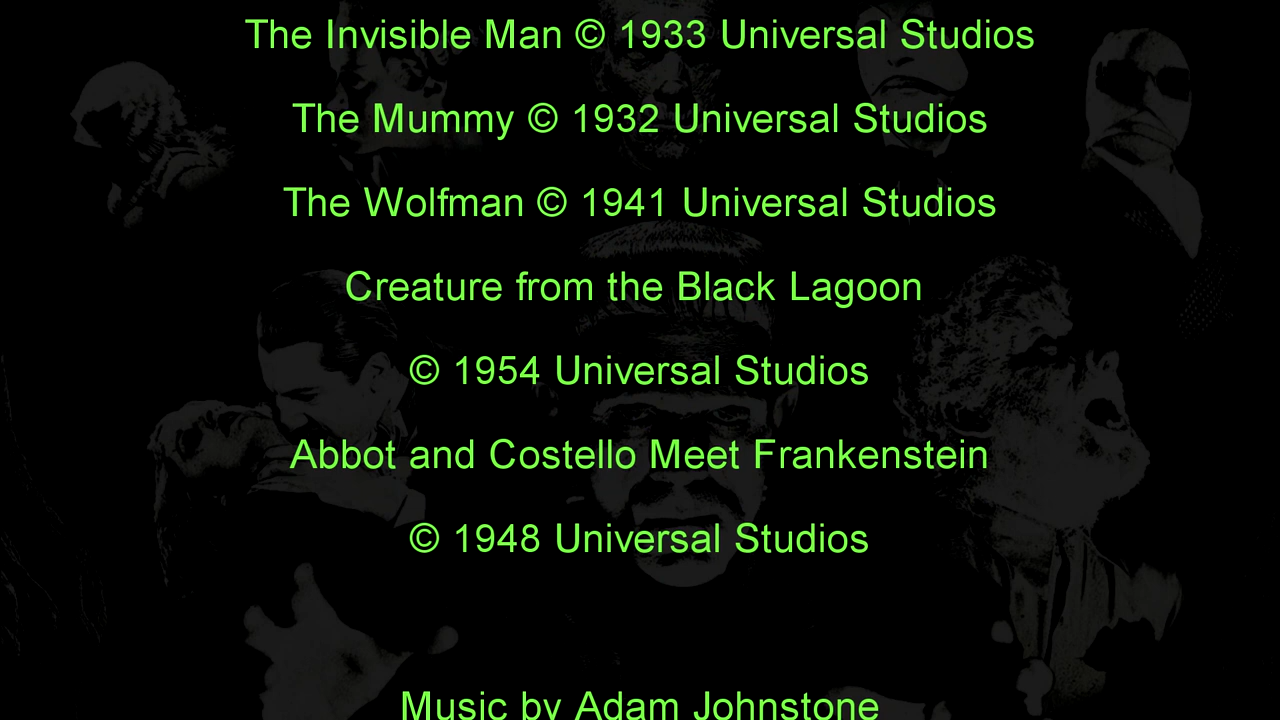 The Invisible Man © 1933 Universal Studios
The Mummy © 1932 Universal Studios
The Wolfman © 1941 Universal Studios
Creature from the Black Lagoon
© 1954 Universal Studios
Abbot and Costello Meet Frankenstein
© 1948 Universal Studios
Music by Adam Johnstone